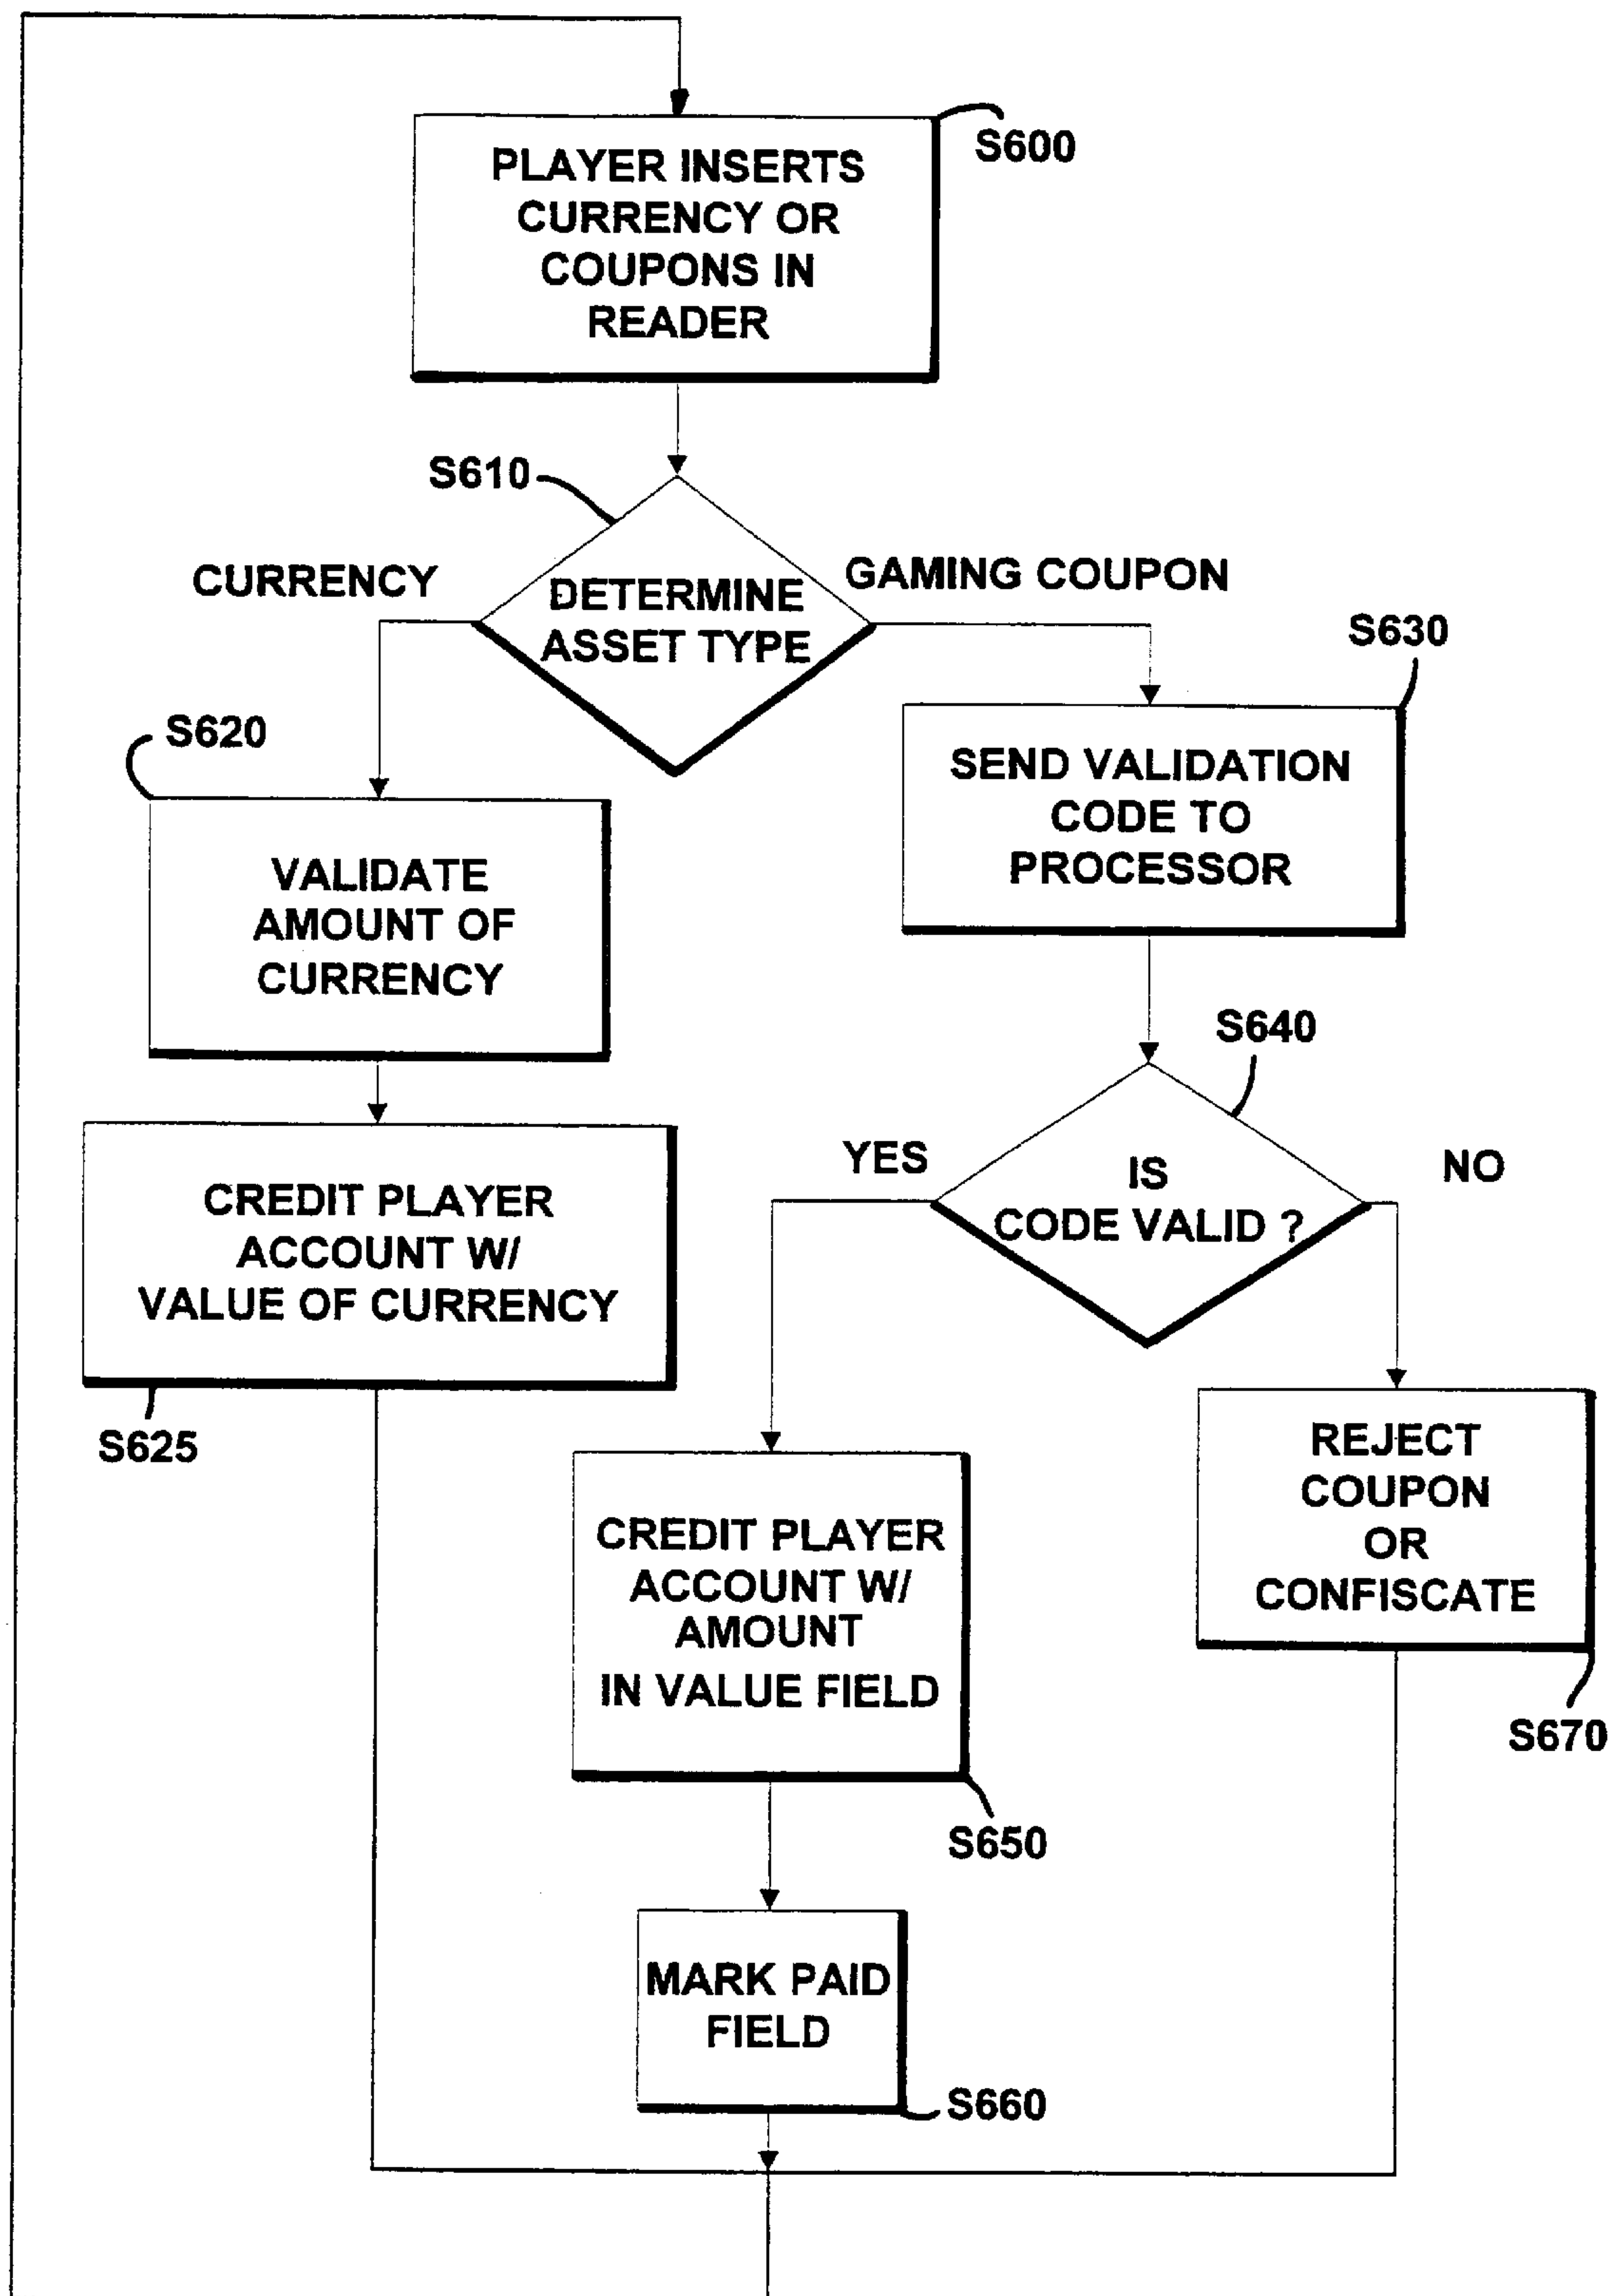 S600
PLAYER INSERTS
CURRENCY OR
COUPONS IN
READER
S610
CURRENCY
GAMING COUPON
DETERMINE
ASSET TYPE
S630
S620
SEND VALIDATION
CODE TO
PROCESSOR
VALIDATE
AMOUNT OF
CURRENCY
S640
YES
NO
IS
CODE VALID ?
CREDIT PLAYER
ACCOUNT W/
VALUE OF CURRENCY
S625
REJECT
COUPON
OR
CONFISCATE
CREDIT PLAYER
ACCOUNT W/
AMOUNT
IN VALUE FIELD
S670
S650
MARK PAID
FIELD
S660